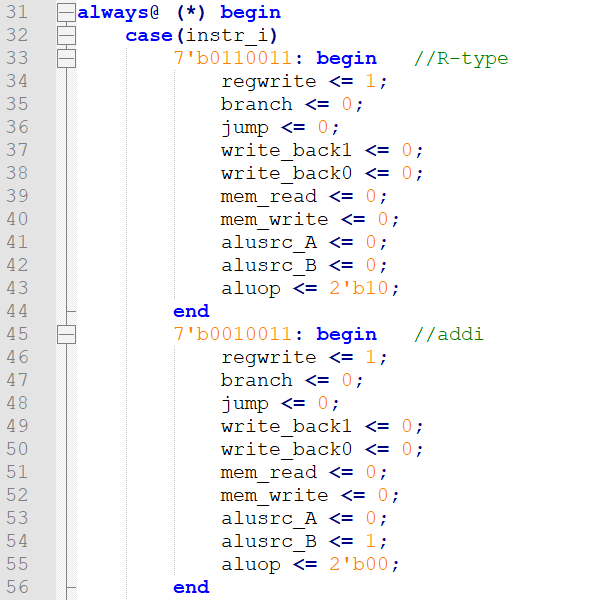 31 always@ (*) begin
32     case(instr_i)
33         7'b0110011: begin   //R-type
34             regwrite <= 1;
35             branch <= 0;
36             jump <= 0;
37             write_back1 <= 0;
38             write_back0 <= 0;
39             mem_read <= 0;
40             mem_write <= 0;
41             alusrc_A <= 0;
42             alusrc_B <= 0;
43             aluop <= 2'b10;
44         end
45         7'b0010011: begin   //addi
46             regwrite <= 1;
47             branch <= 0;
48             jump <= 0;
49             write_back1 <= 0;
50             write_back0 <= 0;
51             mem_read <= 0;
52             mem_write <= 0;
53             alusrc_A <= 0;
54             alusrc_B <= 1;
55             aluop <= 2'b00;
56         end